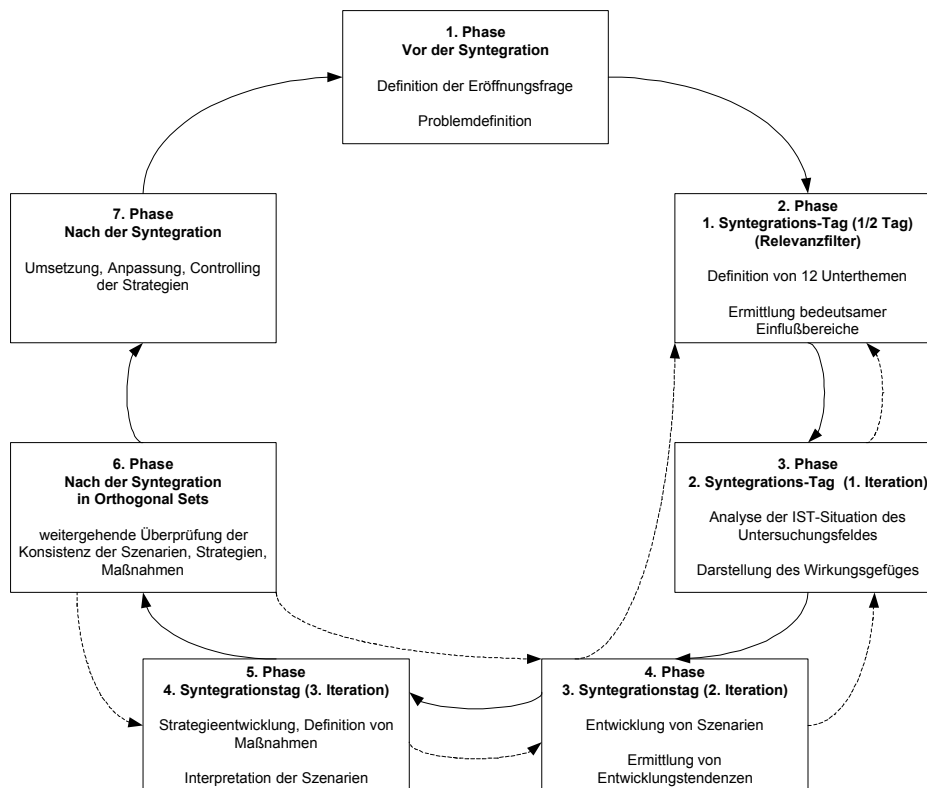 1. Phase
Vor der Syntegration
Definition der Eröffnungsfrage
Problemdefinition
2. Phase
1. Syntegrations-Tag (1/2 Tag)
(Relevanzfilter)
Definition von 12 Unterthemen
Ermittlung bedeutsamer
Einflußbereiche
3. Phase
2. Syntegrations-Tag (1. Iteration)
Analyse der IST-Situation des
Untersuchungsfeldes
Darstellung des Wirkungsgefüges
4. Phase
3. Syntegrationstag (2. Iteration)
Entwicklung von Szenarien
Ermittlung von
Entwicklungstendenzen
5. Phase
4. Syntegrationstag (3. Iteration)
Strategieentwicklung, Definition von
Maßnahmen
Interpretation der Szenarien
6. Phase
Nach der Syntegration
in Orthogonal Sets
weitergehende Überprüfung der
Konsistenz der Szenarien, Strategien,
Maßnahmen
7. Phase
Nach der Syntegration
Umsetzung, Anpassung, Controlling
der Strategien